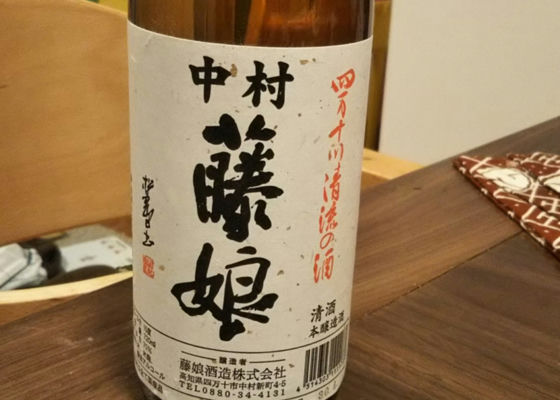 中村
藤娘
四万十川清流の酒
清酒
本醸造酒
醸造者
藤娘酒造株式会社
高知県四万十市中村新町4-5
TEL0880-34-4131